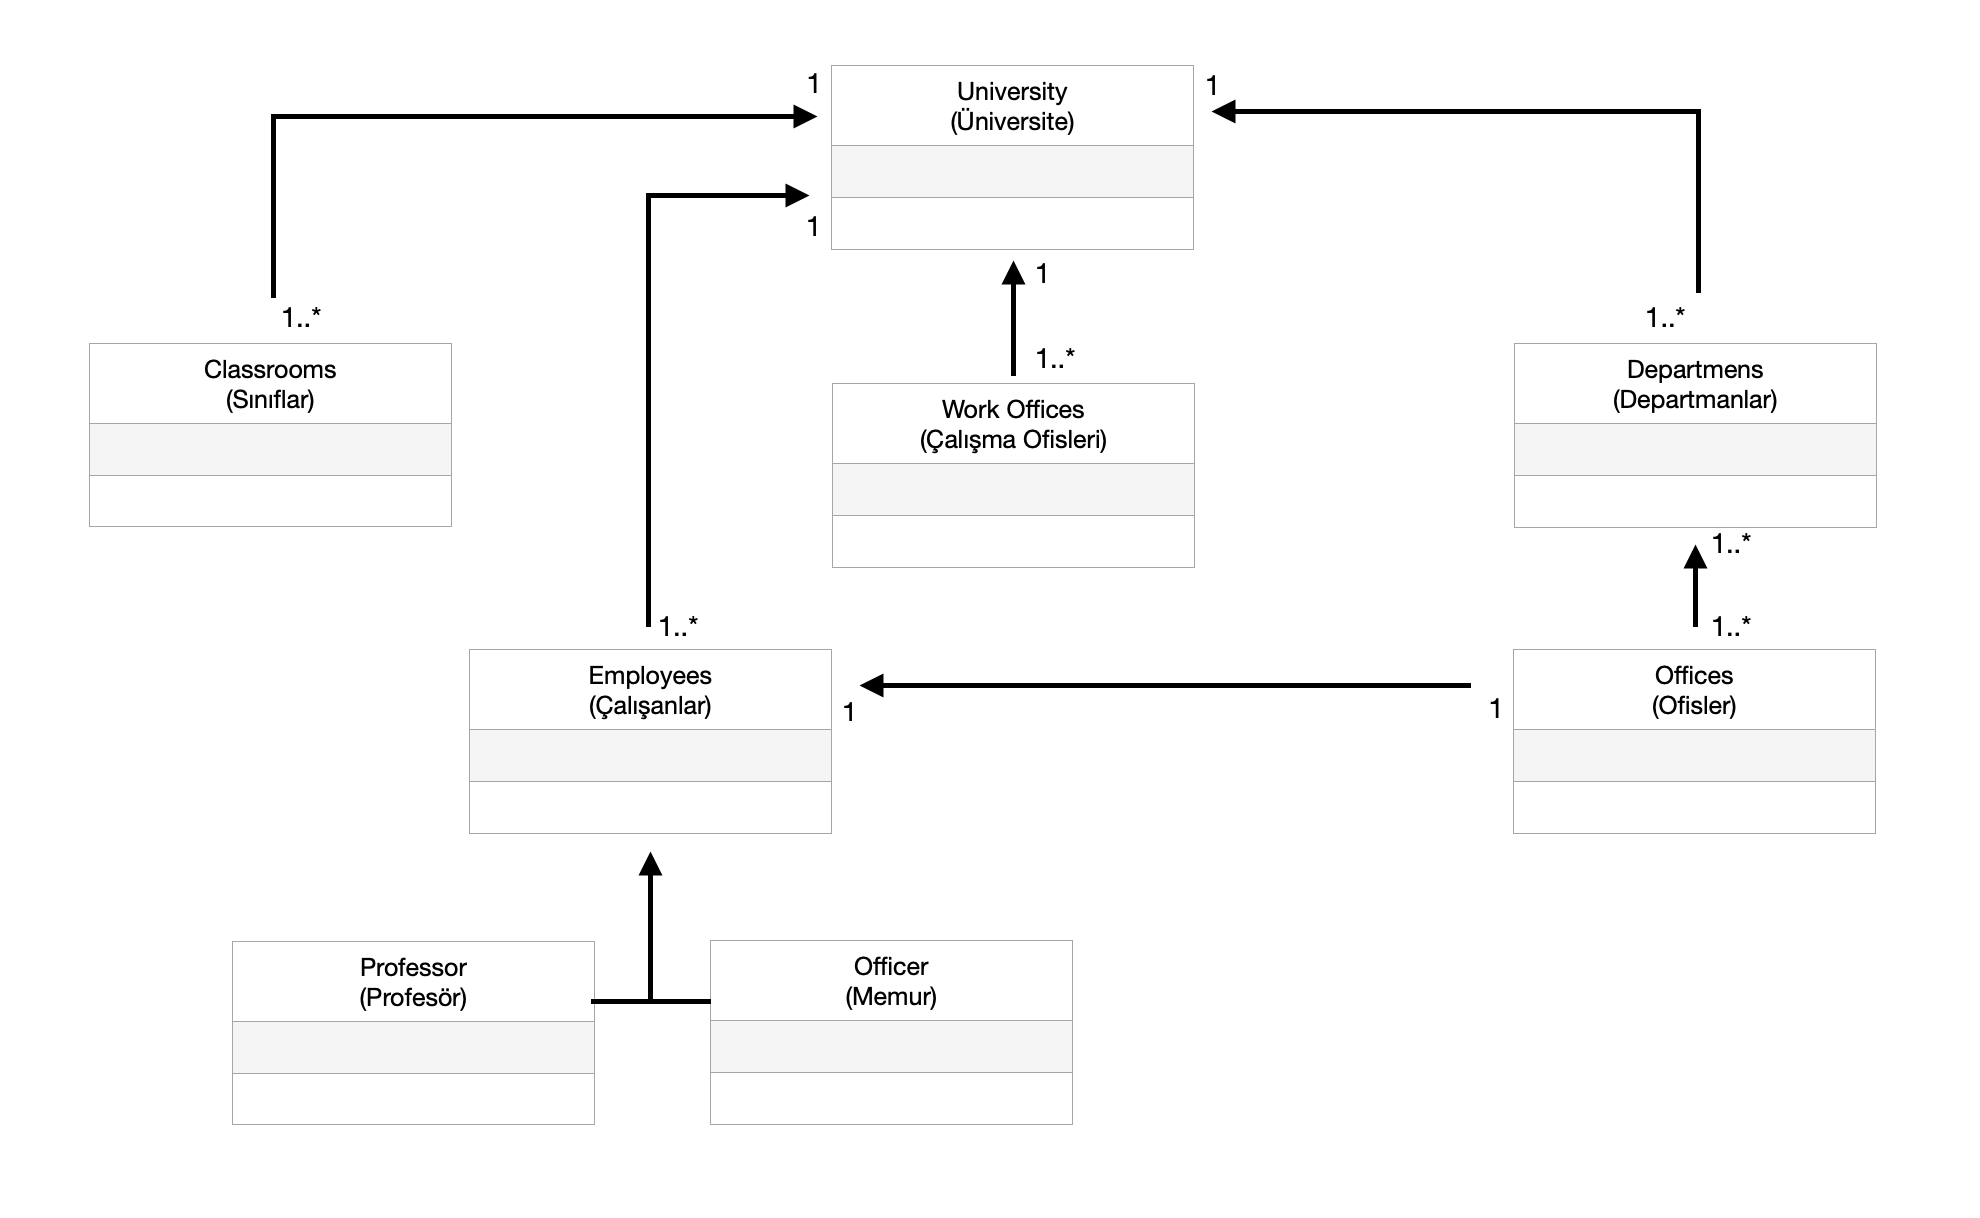 1
University
(Üniversite)
1
1
1
1..*
Classrooms
(Sınıflar)
1..*
Work Offices
(Çalışma Ofisleri)
1..*
Departmens
(Departmanlar)
1..*
1..*
Employees
(Çalışanlar)
1
1..*
1
Offices
(Ofisler)
Professor
(Profesör)
Officer
(Memur)